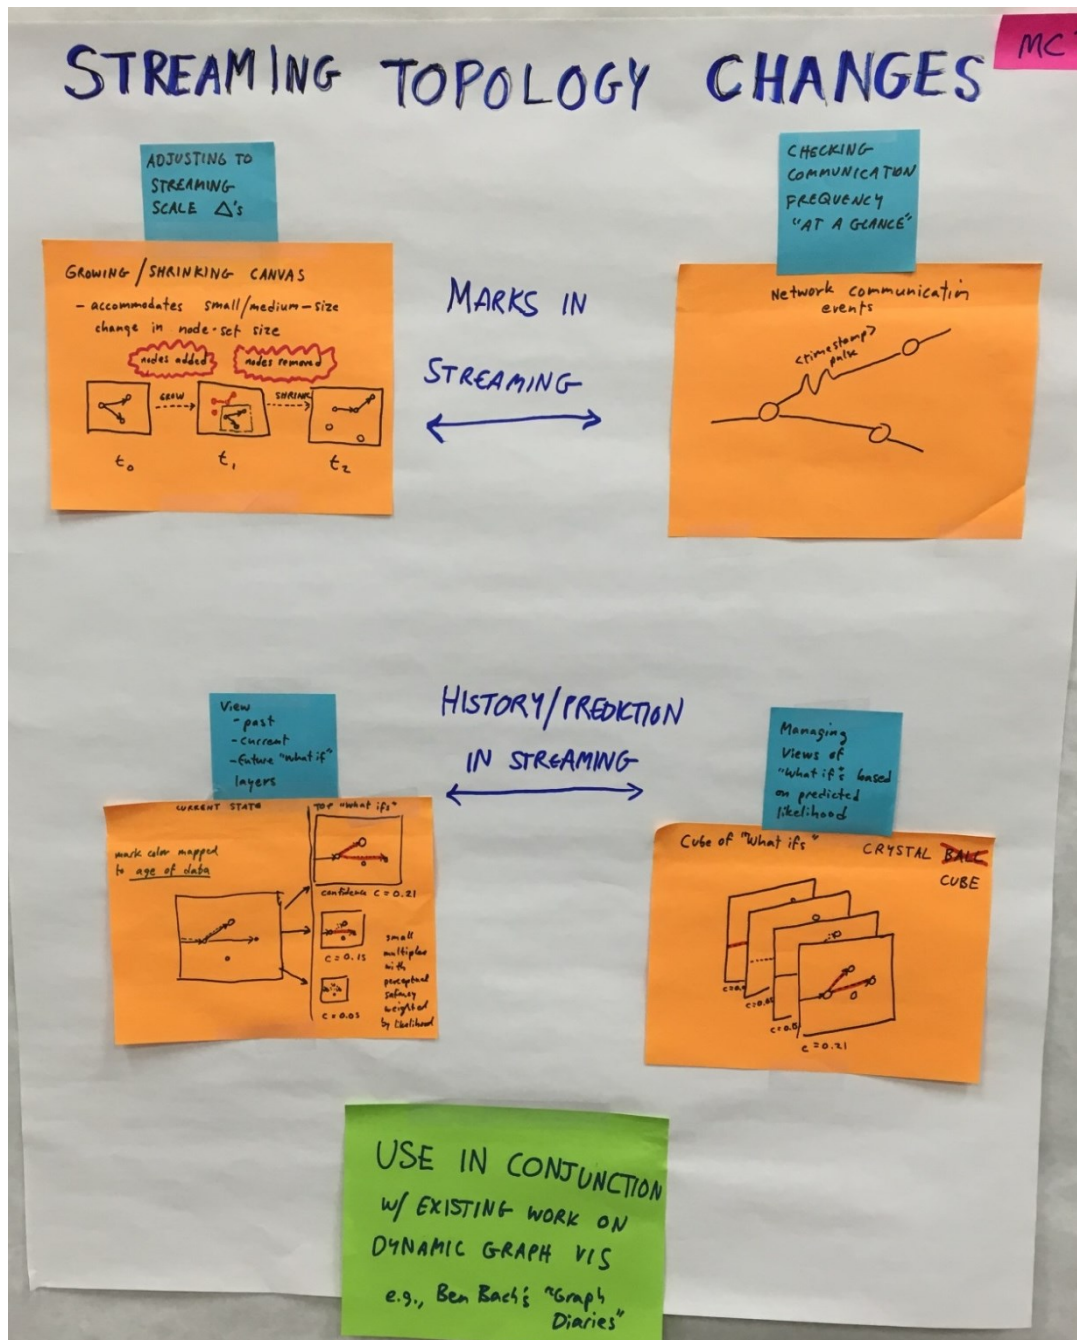 STREAMING TOPOLOGY CHANGES
MC
ADJUSTING TO
STREAMING
SCALE Δ's
GROWING/SHRINKING CANVAS
- accommodates small/medium-size
change in node-set size
nodes added
nodes removed
GROW
SHRINK
t₀
t₁
t₂
MARKS IN
STREAMING
CHECKING
COMMUNICATION
FREQUENCY
"AT A GLANCE"
Network communication
events
<timestamp>
pulse
View
- past
- current
- future "what if"
layers
CURRENT STATE
mark color mapped
to age of data
TOP "What ifs"
confidence c = 0.21
c = 0.15
c = 0.03
small
multiples
with
perceptual
saliency
weighted
by likelihood
HISTORY/PREDICTION
IN STREAMING
Managing
Views of
"What if's based
on predicted
likelihood
Cube of "What ifs"
CRYSTAL BALL
CUBE
c = 0.21
USE IN CONJUNCTION
W/ EXISTING WORK ON
DYNAMIC GRAPH VIS
e.g., Ben Bach's "Graph
Diaries"